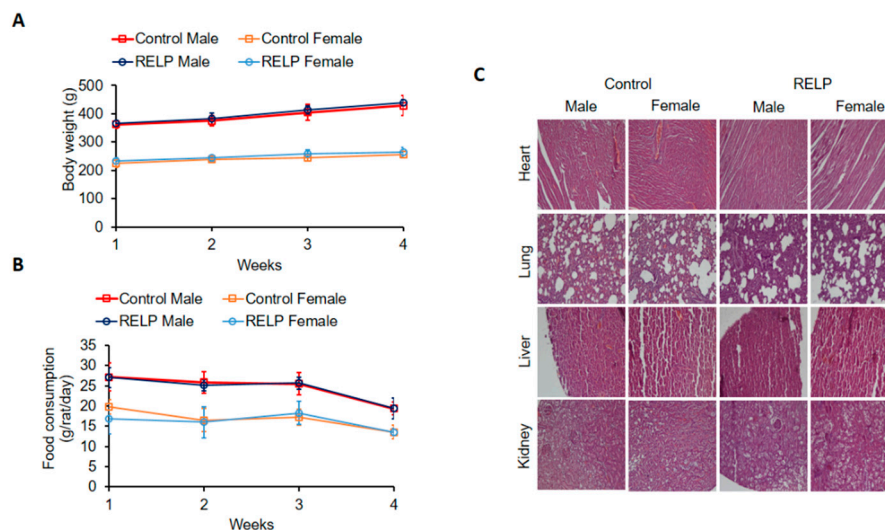 A
Control Male
Control Female
RELP Male
RELP Female
Body weight (g)
500
400
300
200
100
0
1
2
3
4
Weeks
B
Control Male
Control Female
RELP Male
RELP Female
Food consumption
(g/rat/day)
35
30
25
20
15
10
5
0
1
2
3
4
Weeks
C
Control
RELP
Male
Female
Male
Female
Heart
Lung
Liver
Kidney